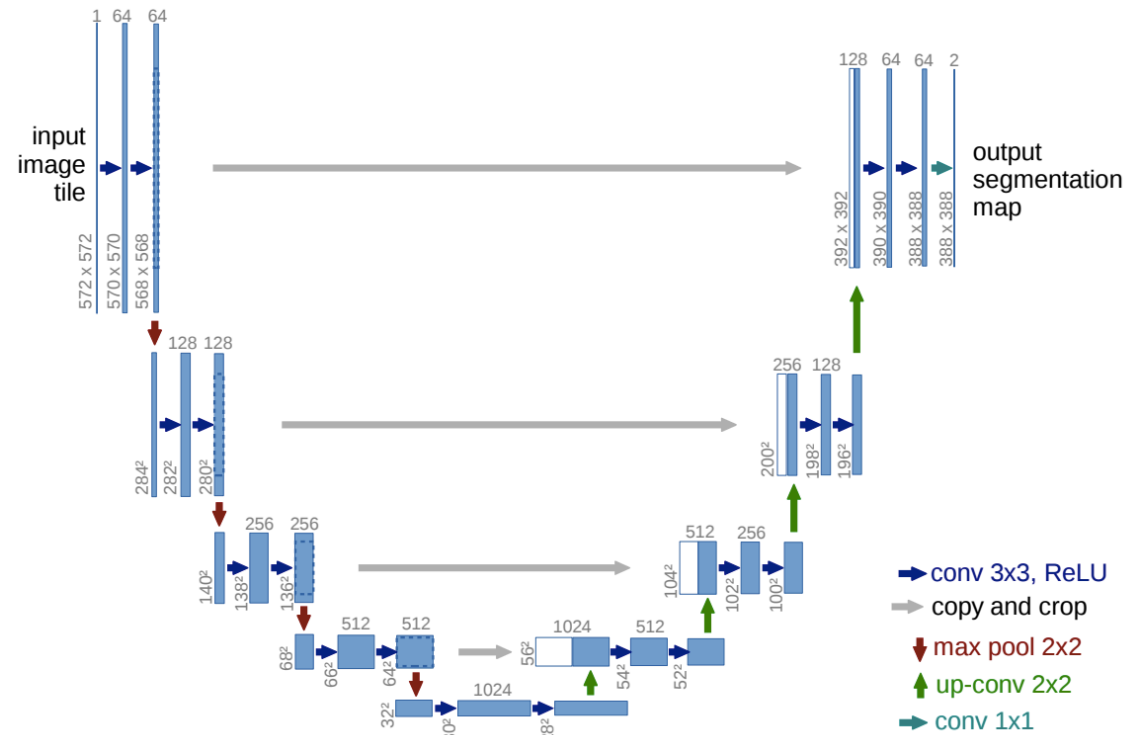 1 64 64
input
image
tile
572 x 572
570 x 570
568 x 568
128 64 64 2
output
segmentation
map
392 x 392
390 x 390
388 x 388
388 x 388
128 128
284²
282²
280²
256 128
200²
198²
196²
256 256
140²
138²
136²
512 256
104²
102²
100²
512 512
68²
66²
64²
1024 512
56²
54²
52²
1024
32²
conv 3x3, ReLU
copy and crop
max pool 2x2
up-conv 2x2
conv 1x1